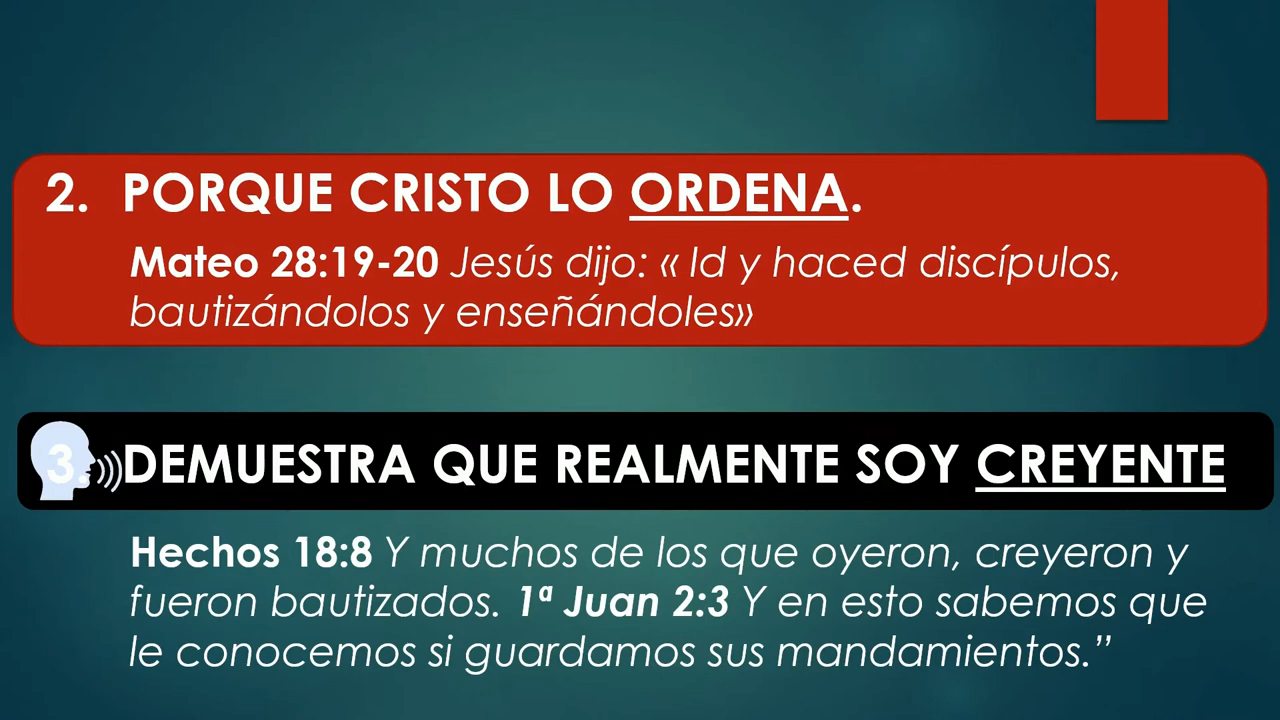 2. PORQUE CRISTO LO ORDENA.
Mateo 28:19-20 Jesús dijo: « Id y haced discípulos,
bautizándolos y enseñándoles»
3. DEMUESTRA QUE REALMENTE SOY CREYENTE
Hechos 18:8 Y muchos de los que oyeron, creyeron y
fueron bautizados. 1ª Juan 2:3 Y en esto sabemos que
le conocemos si guardamos sus mandamientos.”